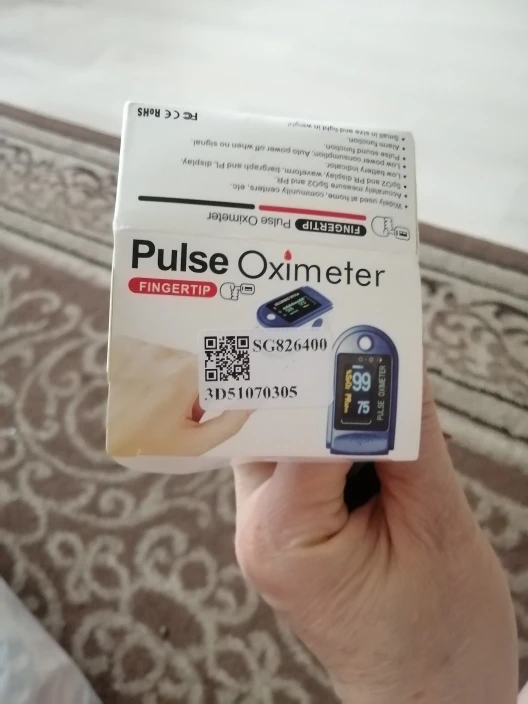 FC CE RoHS
Small in size and light in weight
• Alarm function.
• Pulse sound function.
• Low power consumption, Auto power off when no signal.
• Low battery indicator.
• SpO2 and PR display, waveform, bargraph and PI display.
• Accurately measure SpO2 and PR.
• Widely used at home, community centers, etc.
FINGERTIP Pulse Oximeter
Pulse Oximeter
FINGERTIP
SG826400
3D51070305
99
75
PULSE OXIMETER